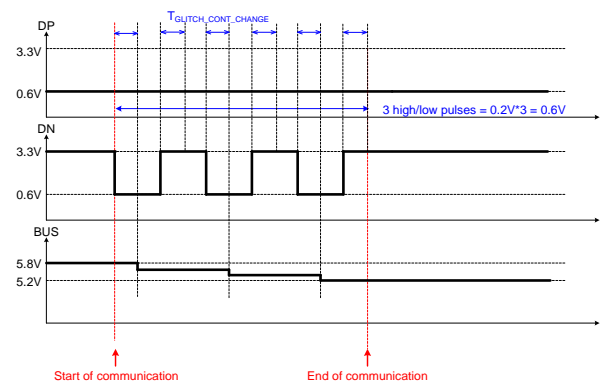 T GLITCH_CONT_CHANGE
DP
3.3V
0.6V
3 high/low pulses = 0.2V*3 = 0.6V
DN
3.3V
0.6V
BUS
5.8V
5.2V
Start of communication
End of communication